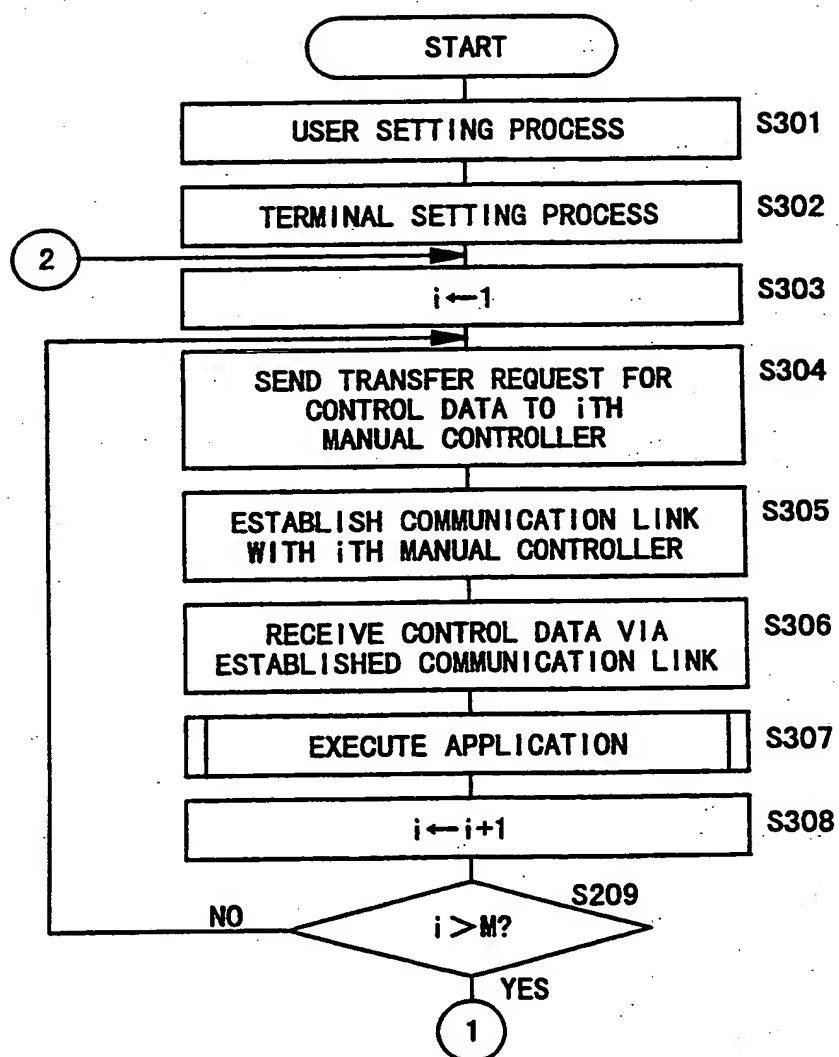 START
USER SETTING PROCESS
S301
TERMINAL SETTING PROCESS
S302
2
i←1
S303
SEND TRANSFER REQUEST FOR
CONTROL DATA TO iTH
MANUAL CONTROLLER
S304
ESTABLISH COMMUNICATION LINK
WITH iTH MANUAL CONTROLLER
S305
RECEIVE CONTROL DATA VIA
ESTABLISHED COMMUNICATION LINK
S306
EXECUTE APPLICATION
S307
i←i+1
S308
S209
NO
i>M?
YES
1